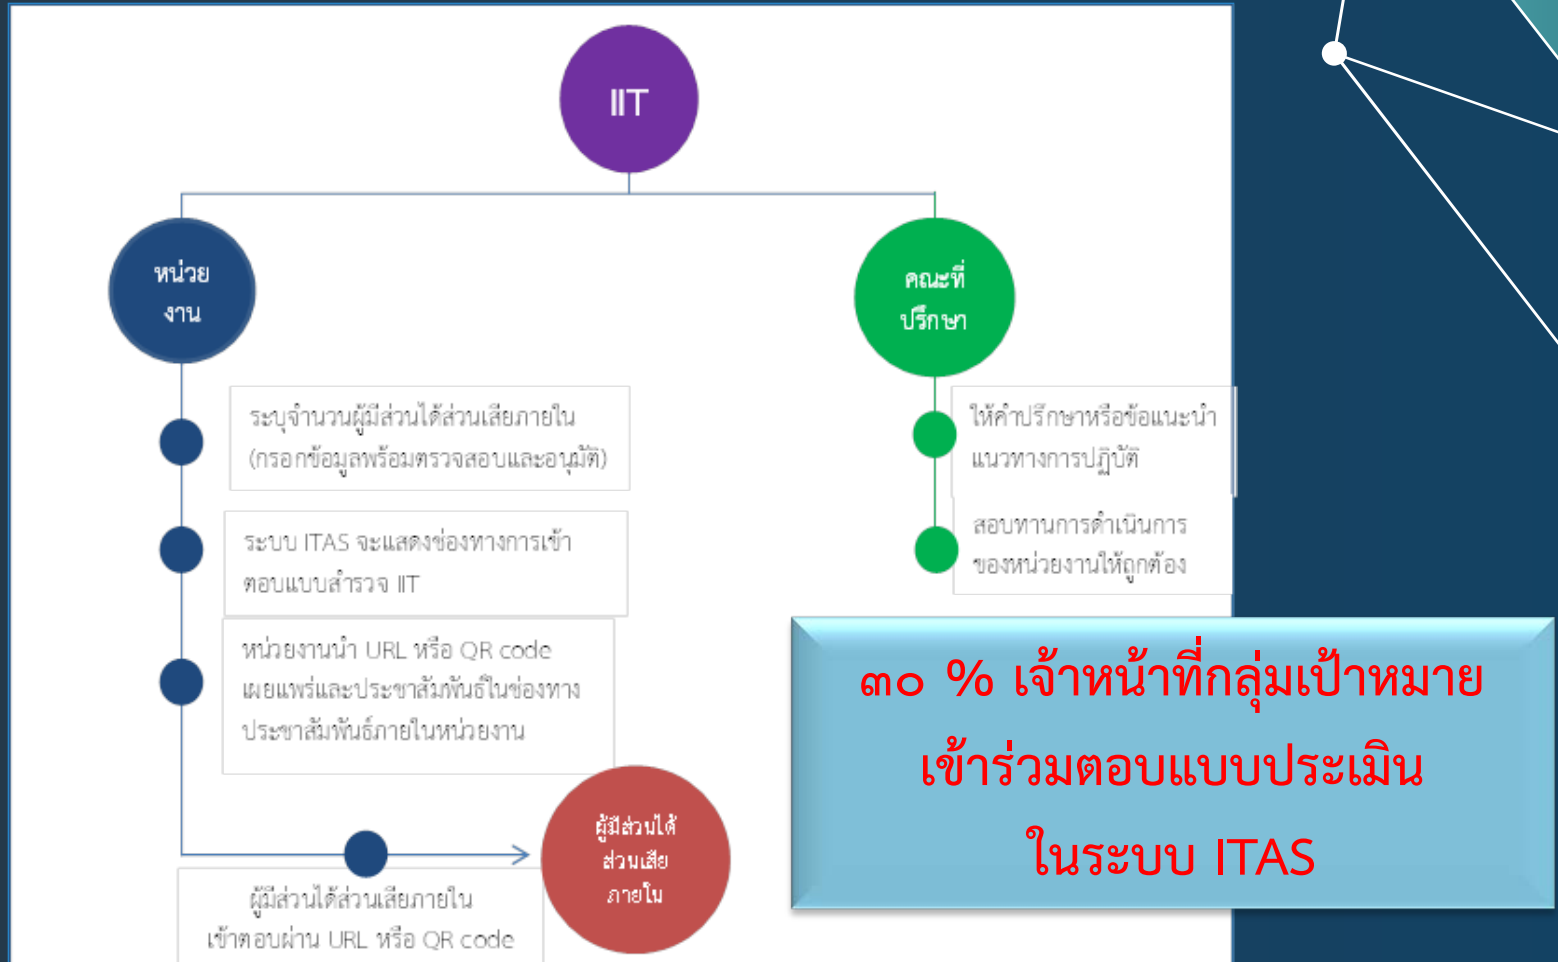 IIT
หน่วย
งาน
ระบุจำนวนผู้มีส่วนได้ส่วนเสียภายใน
(กรอกข้อมูลพร้อมตรวจสอบและอนุมัติ)
ระบบ ITAS จะแสดงช่องทางการเข้า
ตอบแบบสำรวจ IIT
หน่วยงานนำ URL หรือ QR code
เผยแพร่และประชาสัมพันธ์ในช่องทาง
ประชาสัมพันธ์ภายในหน่วยงาน
ผู้มีส่วนได้ส่วนเสียภายใน
เข้าตอบผ่าน URL หรือ QR code
ผู้มีส่วนได้
ส่วนเสีย
ภายใน
คณะที่
ปรึกษา
ให้คำปรึกษาหรือข้อแนะนำ
แนวทางการปฏิบัติ
สอบทานการดำเนินการ
ของหน่วยงานให้ถูกต้อง
๓๐ % เจ้าหน้าที่กลุ่มเป้าหมาย
เข้าร่วมตอบแบบประเมิน
ในระบบ ITAS